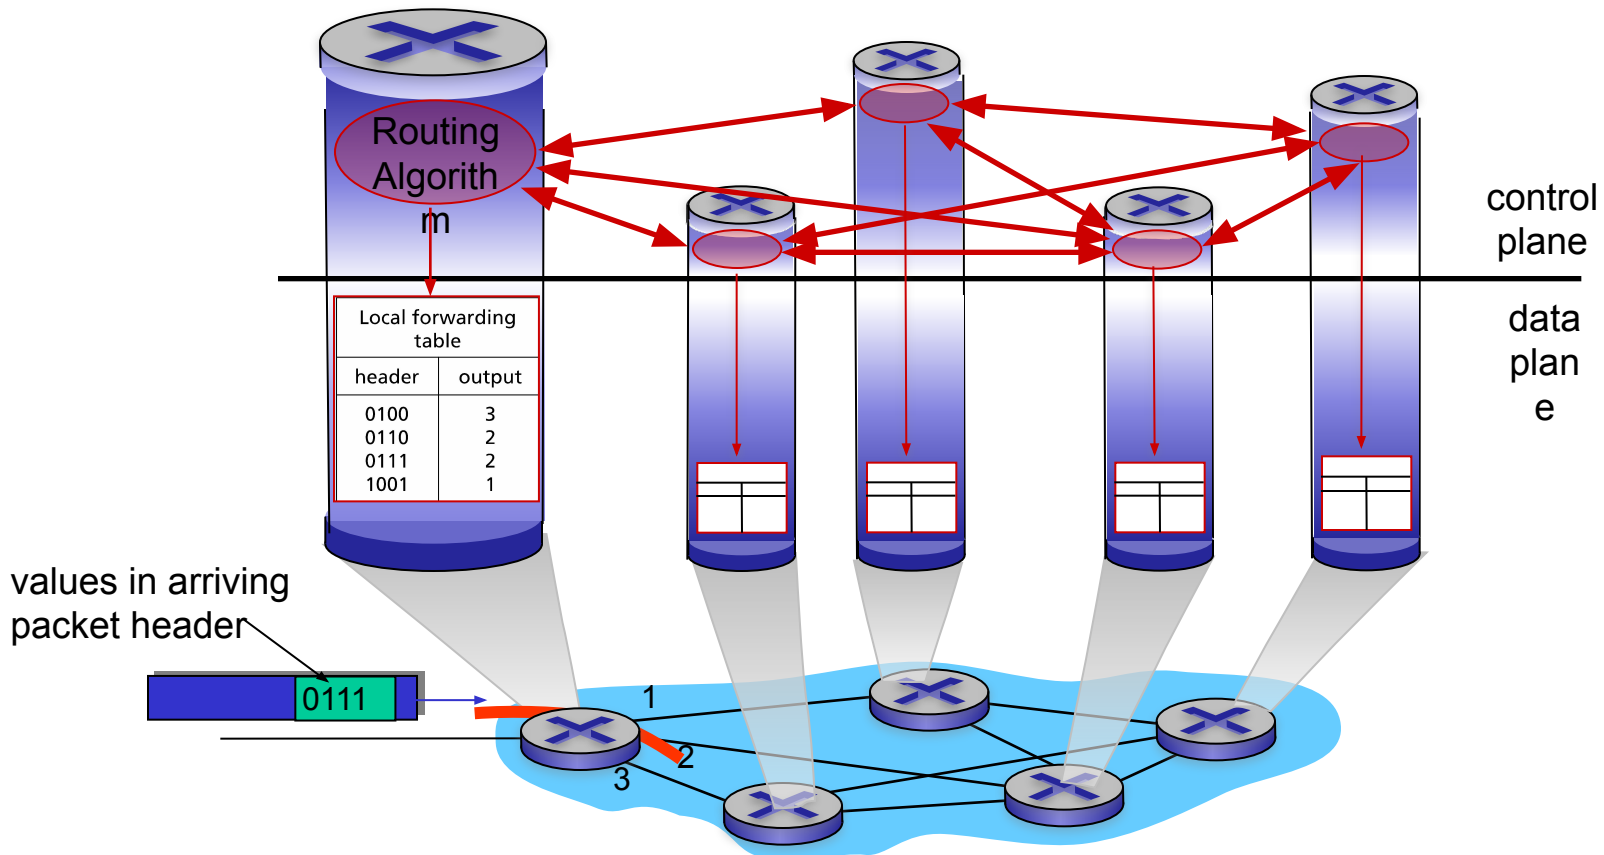 Routing
Algorith
m
control
plane
data
plan
e
Local forwarding
table
header output
0100 3
0110 2
0111 2
1001 1
values in arriving
packet header
0111
1
2
3